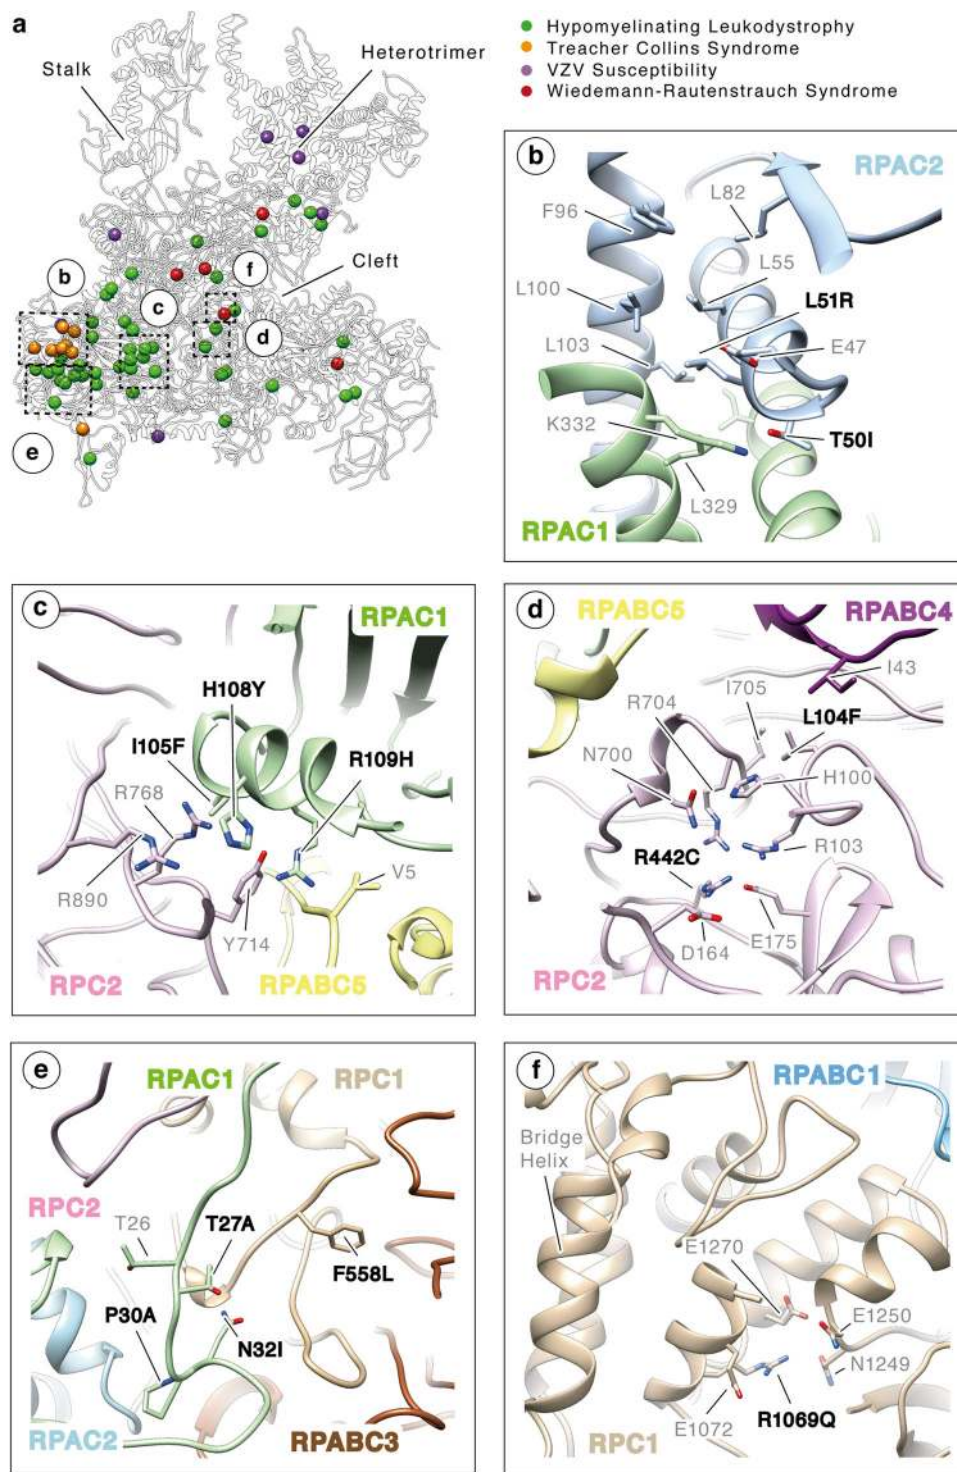 a
Stalk
Heterotrimer
Hypomyelinating Leukodystrophy
Treacher Collins Syndrome
VZV Susceptibility
Wiedemann-Rautenstrauch Syndrome
b
f
Cleft
c
d
e
b
RPAC2
L82
F96
L55
L100
L51R
L103
E47
K332
T50I
L329
RPAC1
c
RPAC1
H108Y
I105F
R109H
R768
R890
V5
Y714
RPC2
RPABC5
d
RPABC5
RPABC4
I43
I705
R704
L104F
N700
H100
R442C
R103
D164
E175
RPC2
e
RPAC1
RPC1
RPC2
T26
T27A
F558L
P30A
N32I
RPAC2
RPABC3
f
RPABC1
Bridge
Helix
E1270
E1250
N1249
E1072
R1069Q
RPC1